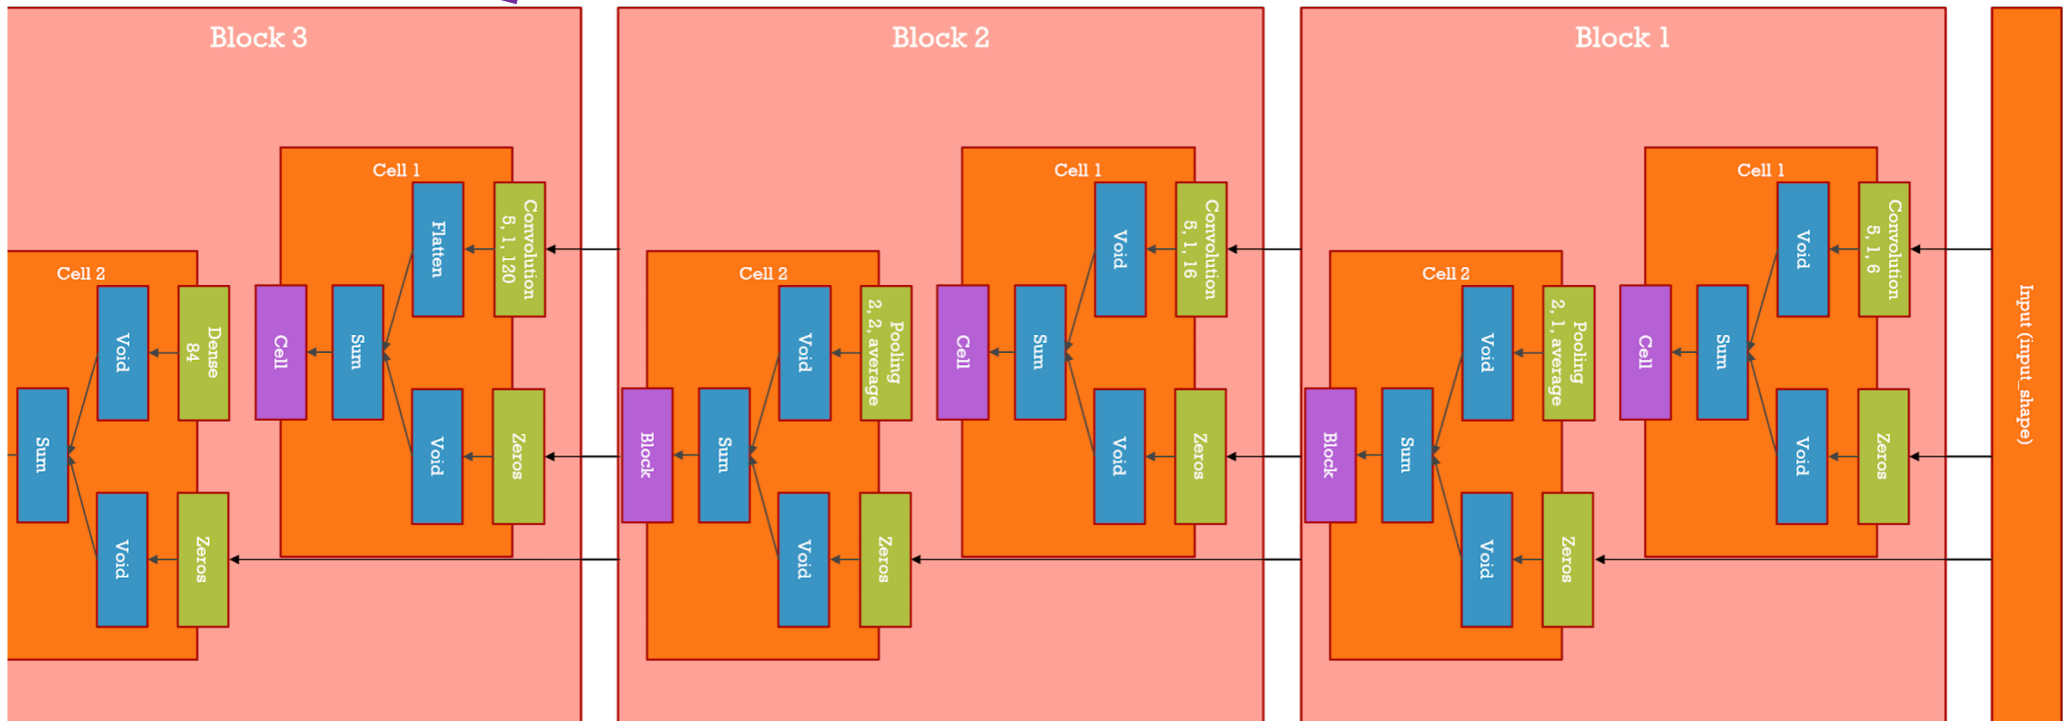 Block 3
Block 2
Block 1
Cell 1
Flatten
Convolution
5, 1, 120
Cell
Sum
Void
Zeros
Cell 2
Void
Dense
84
Sum
Void
Zeros
Cell 1
Void
Convolution
5, 1, 16
Cell
Sum
Void
Zeros
Cell 2
Void
Pooling
2, 2, average
Block
Sum
Void
Zeros
Cell 1
Void
Convolution
5, 1, 6
Cell
Sum
Void
Zeros
Cell 2
Void
Pooling
2, 1, average
Block
Sum
Void
Zeros
Input (input_shape)